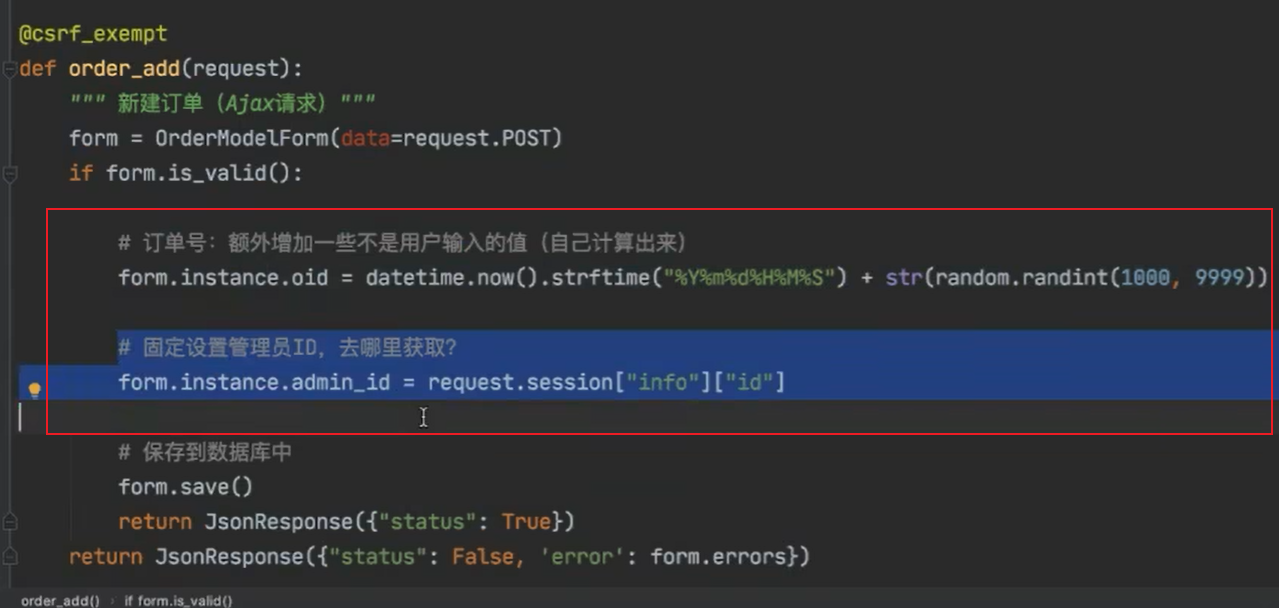 @csrf_exempt
def order_add(request):
""" 新建订单（Ajax请求）"""
form = OrderModelForm(data=request.POST)
if form.is_valid():
# 订单号：额外增加一些不是用户输入的值（自己计算出来）
form.instance.oid = datetime.now().strftime("%Y%m%d%H%M%S") + str(random.randint(1000, 9999))
# 固定设置管理员ID，去哪里获取？
form.instance.admin_id = request.session["info"]["id"]
# 保存到数据库中
form.save()
return JsonResponse({"status": True})
return JsonResponse({"status": False, 'error': form.errors})
order_add() › if form.is_valid()